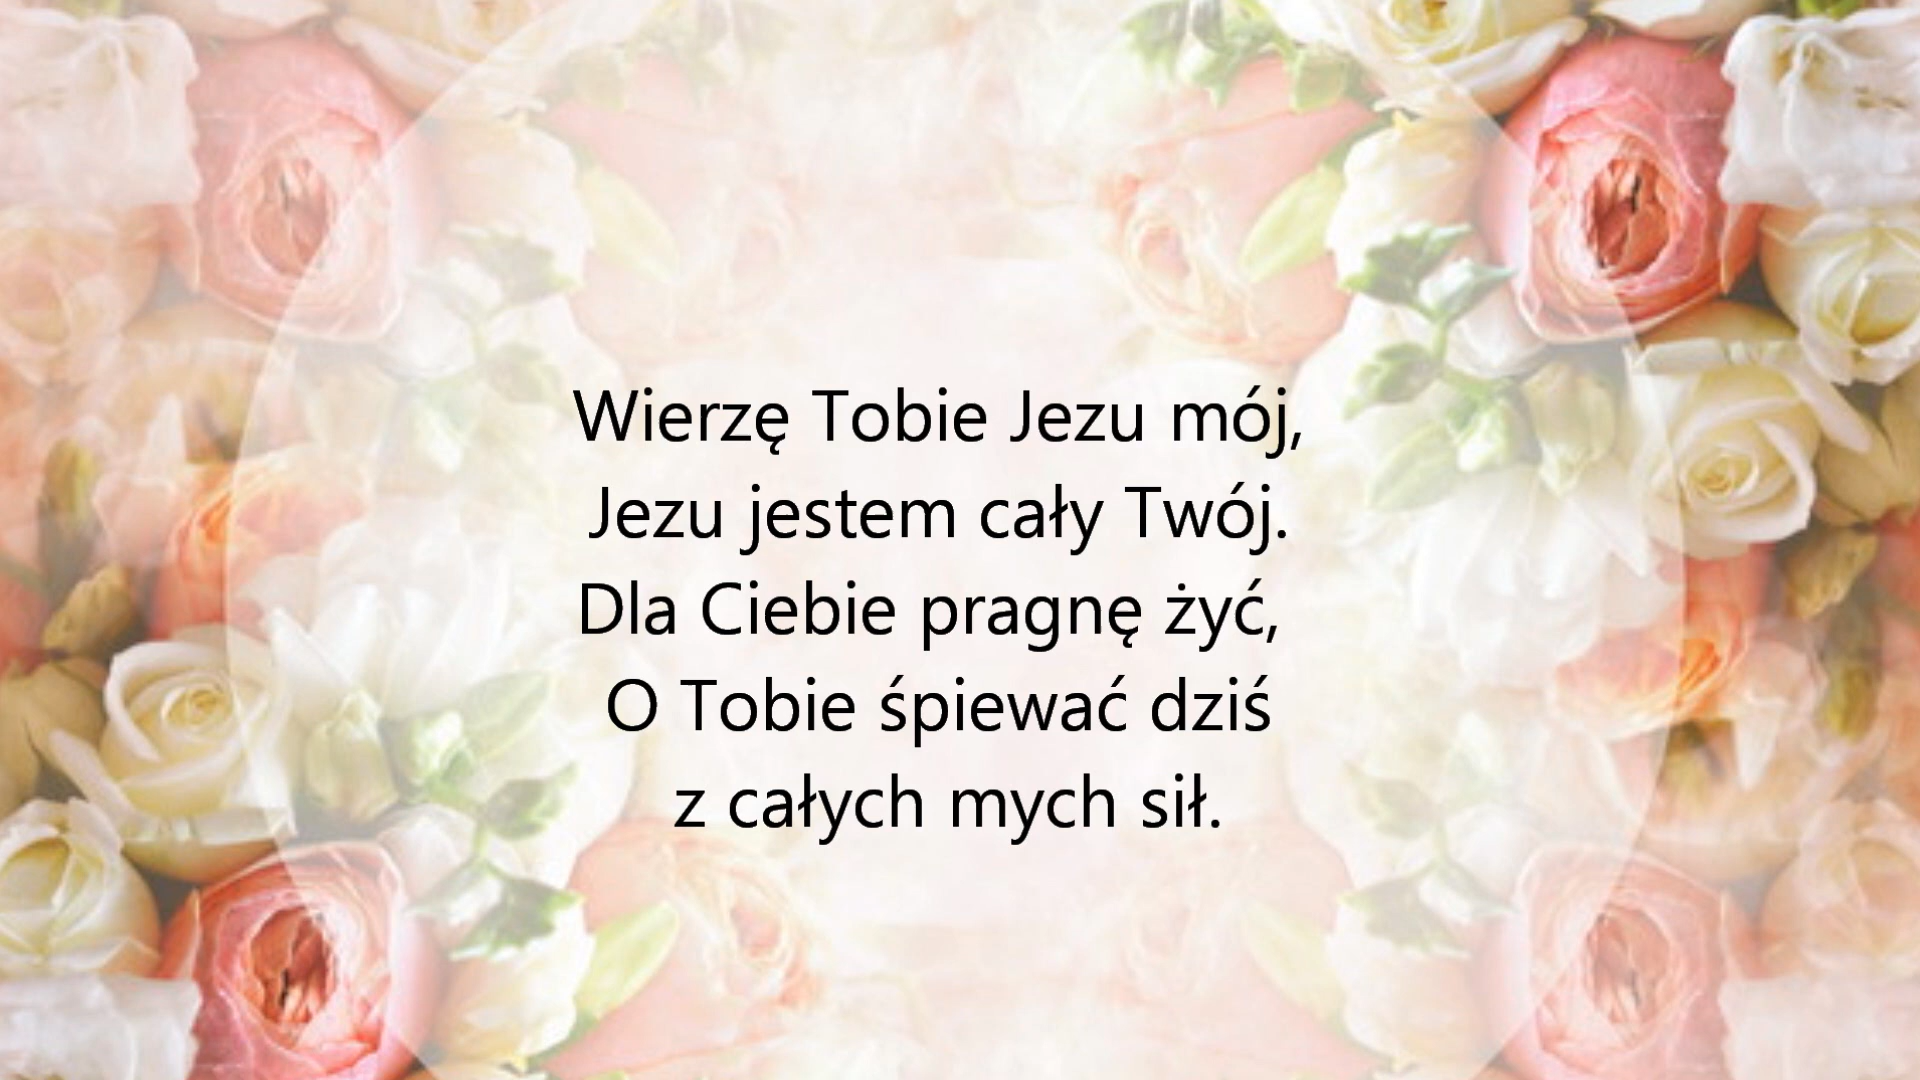 Wierzę Tobie Jezu mój,
Jezu jestem cały Twój.
Dla Ciebie pragnę żyć,
O Tobie śpiewać dziś
z całych mych sił.